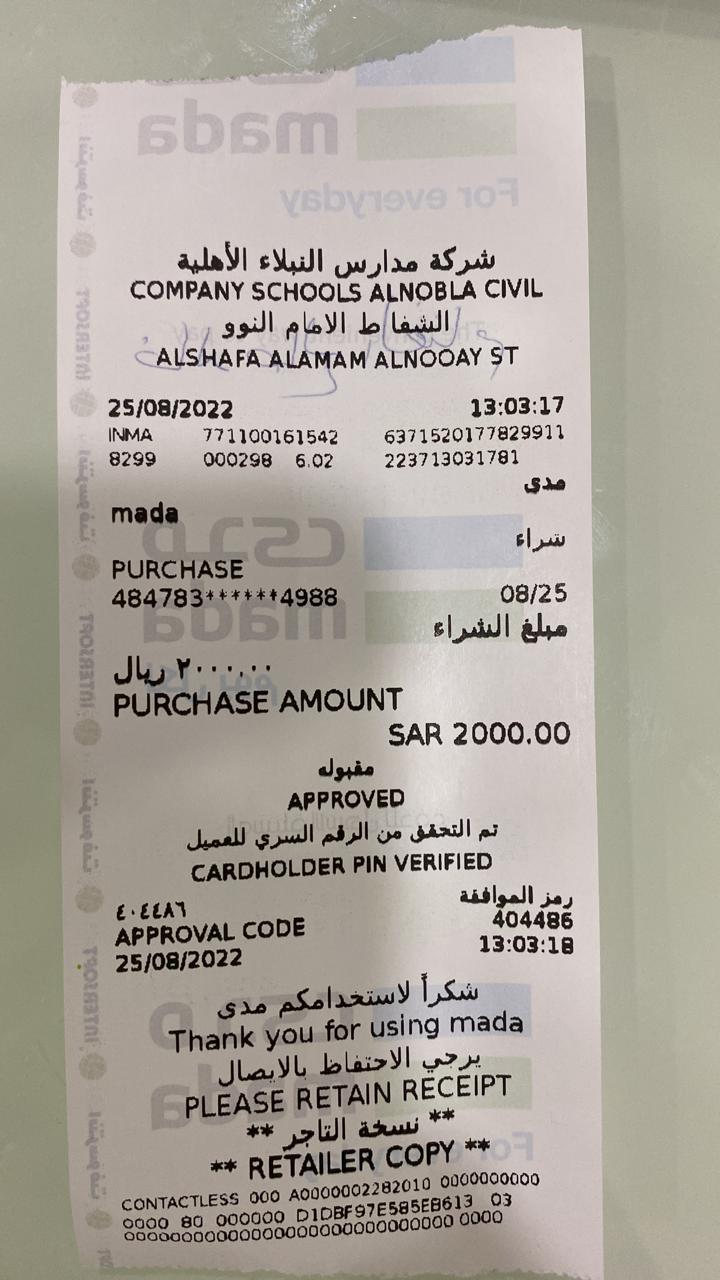 شركة مدارس النبلاء الأهلية
COMPANY SCHOOLS ALNOBLA CIVIL
الشفا ط الامام النوو
ALSHAFA ALAMAM ALNOOAY ST
25/08/2022 13:03:17
INMA 771100161542 6371520177829911
8299 000298 6.02 223713031781
مدى
mada
شراء
PURCHASE
484783******4988 08/25
مبلغ الشراء
٢٠٠٠.٠٠ ريال
PURCHASE AMOUNT
SAR 2000.00
مقبوله
APPROVED
تم التحقق من الرقم السري للعميل
CARDHOLDER PIN VERIFIED
رمز الموافقة
٤٠٤٤٨٦
404486
APPROVAL CODE
25/08/2022 13:03:18
شكراً لاستخدامكم مدى
Thank you for using mada
يرجي الاحتفاظ بالايصال
PLEASE RETAIN RECEIPT
** نسخة التاجر **
** RETAILER COPY **
CONTACTLESS 000 A0000002282010 0000000000
0000 80 000000 D1DBF97E585EB613 03